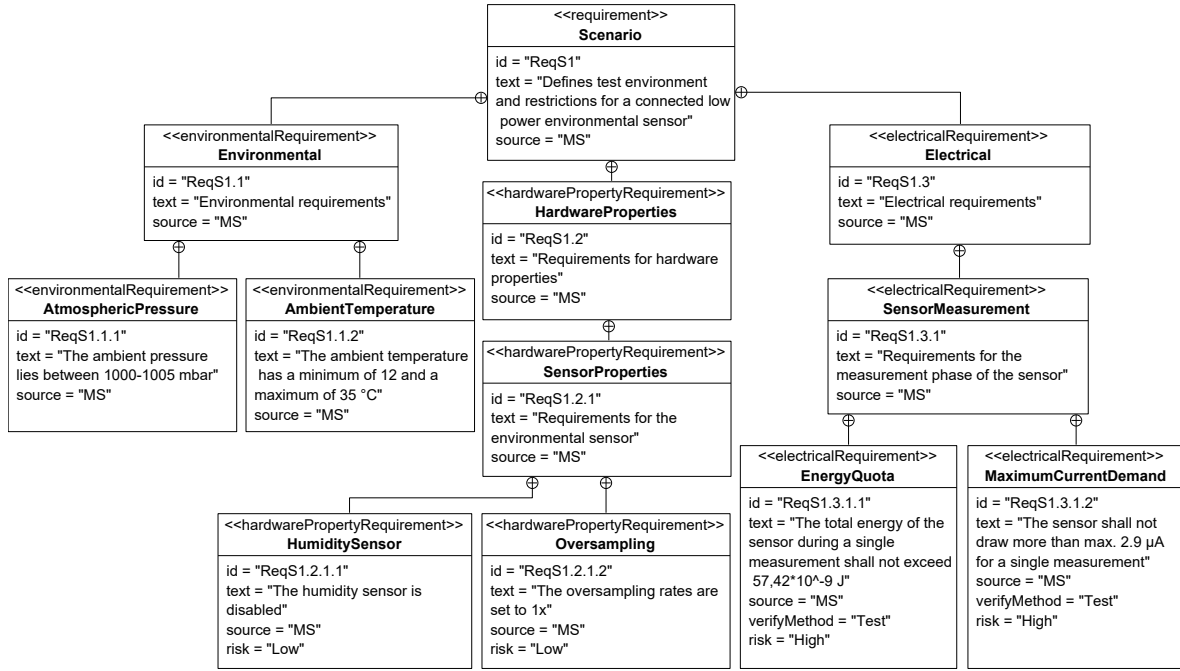 <<requirement>>
Scenario
id = "ReqS1"
text = "Defines test environment
and restrictions for a connected low
power environmental sensor"
source = "MS"
<<environmentalRequirement>>
Environmental
id = "ReqS1.1"
text = "Environmental requirements"
source = "MS"
<<hardwarePropertyRequirement>>
HardwareProperties
id = "ReqS1.2"
text = "Requirements for hardware
properties"
source = "MS"
<<electricalRequirement>>
Electrical
id = "ReqS1.3"
text = "Electrical requirements"
source = "MS"
<<environmentalRequirement>>
AtmosphericPressure
id = "ReqS1.1.1"
text = "The ambient pressure
lies between 1000-1005 mbar"
source = "MS"
<<environmentalRequirement>>
AmbientTemperature
id = "ReqS1.1.2"
text = "The ambient temperature
has a minimum of 12 and a
maximum of 35 °C"
source = "MS"
<<hardwarePropertyRequirement>>
SensorProperties
id = "ReqS1.2.1"
text = "Requirements for the
environmental sensor"
source = "MS"
<<electricalRequirement>>
SensorMeasurement
id = "ReqS1.3.1"
text = "Requirements for the
measurement phase of the sensor"
source = "MS"
<<hardwarePropertyRequirement>>
HumiditySensor
id = "ReqS1.2.1.1"
text = "The humidity sensor is
disabled"
source = "MS"
risk = "Low"
<<hardwarePropertyRequirement>>
Oversampling
id = "ReqS1.2.1.2"
text = "The oversampling rates are
set to 1x"
source = "MS"
risk = "Low"
<<electricalRequirement>>
EnergyQuota
id = "ReqS1.3.1.1"
text = "The total energy of the
sensor during a single
measurement shall not exceed
57,42*10^-9 J"
source = "MS"
verifyMethod = "Test"
risk = "High"
<<electricalRequirement>>
MaximumCurrentDemand
id = "ReqS1.3.1.2"
text = "The sensor shall not
draw more than max. 2.9 µA
for a single measurement"
source = "MS"
verifyMethod = "Test"
risk = "High"